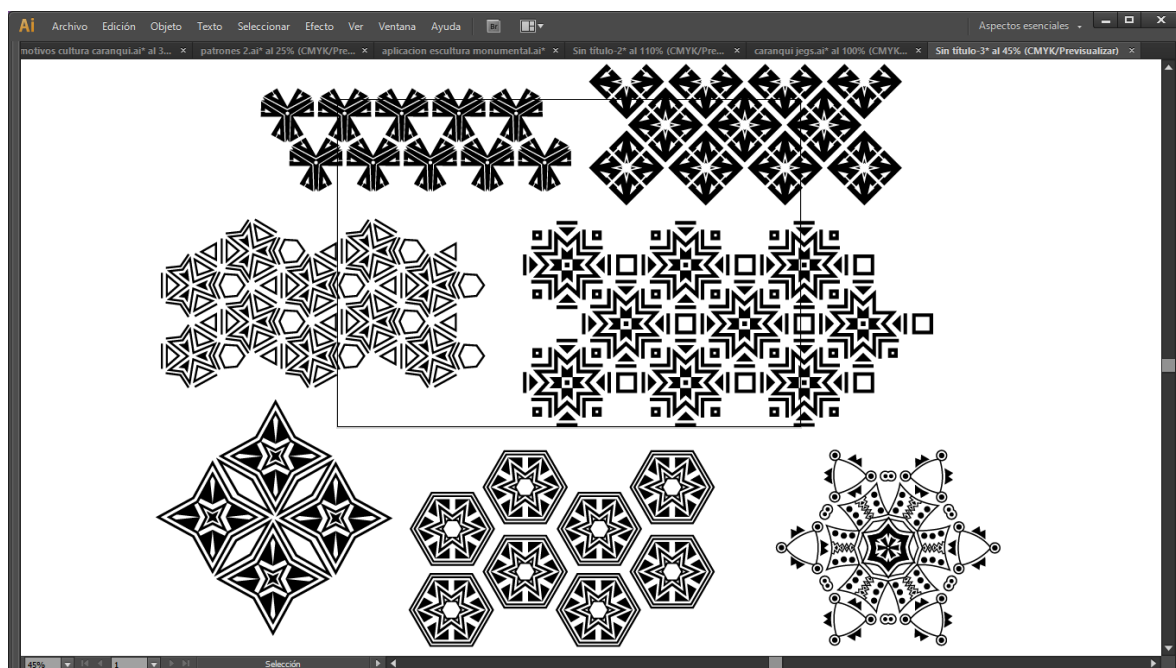 Ai Archivo Edición Objeto Texto Seleccionar Efecto Ver Ventana Ayuda Br Aspectos esenciales
motivos cultura caranqui.ai* al 3... × patrones 2.ai* al 25% (CMYK/Pre... × aplicacion escultura monumental.ai* × Sin título-2* al 110% (CMYK/Pre... × caranqui jegs.ai* al 100% (CMYK... × Sin título-3* al 45% (CMYK/Previsualizar) ×
45% 1 Selección